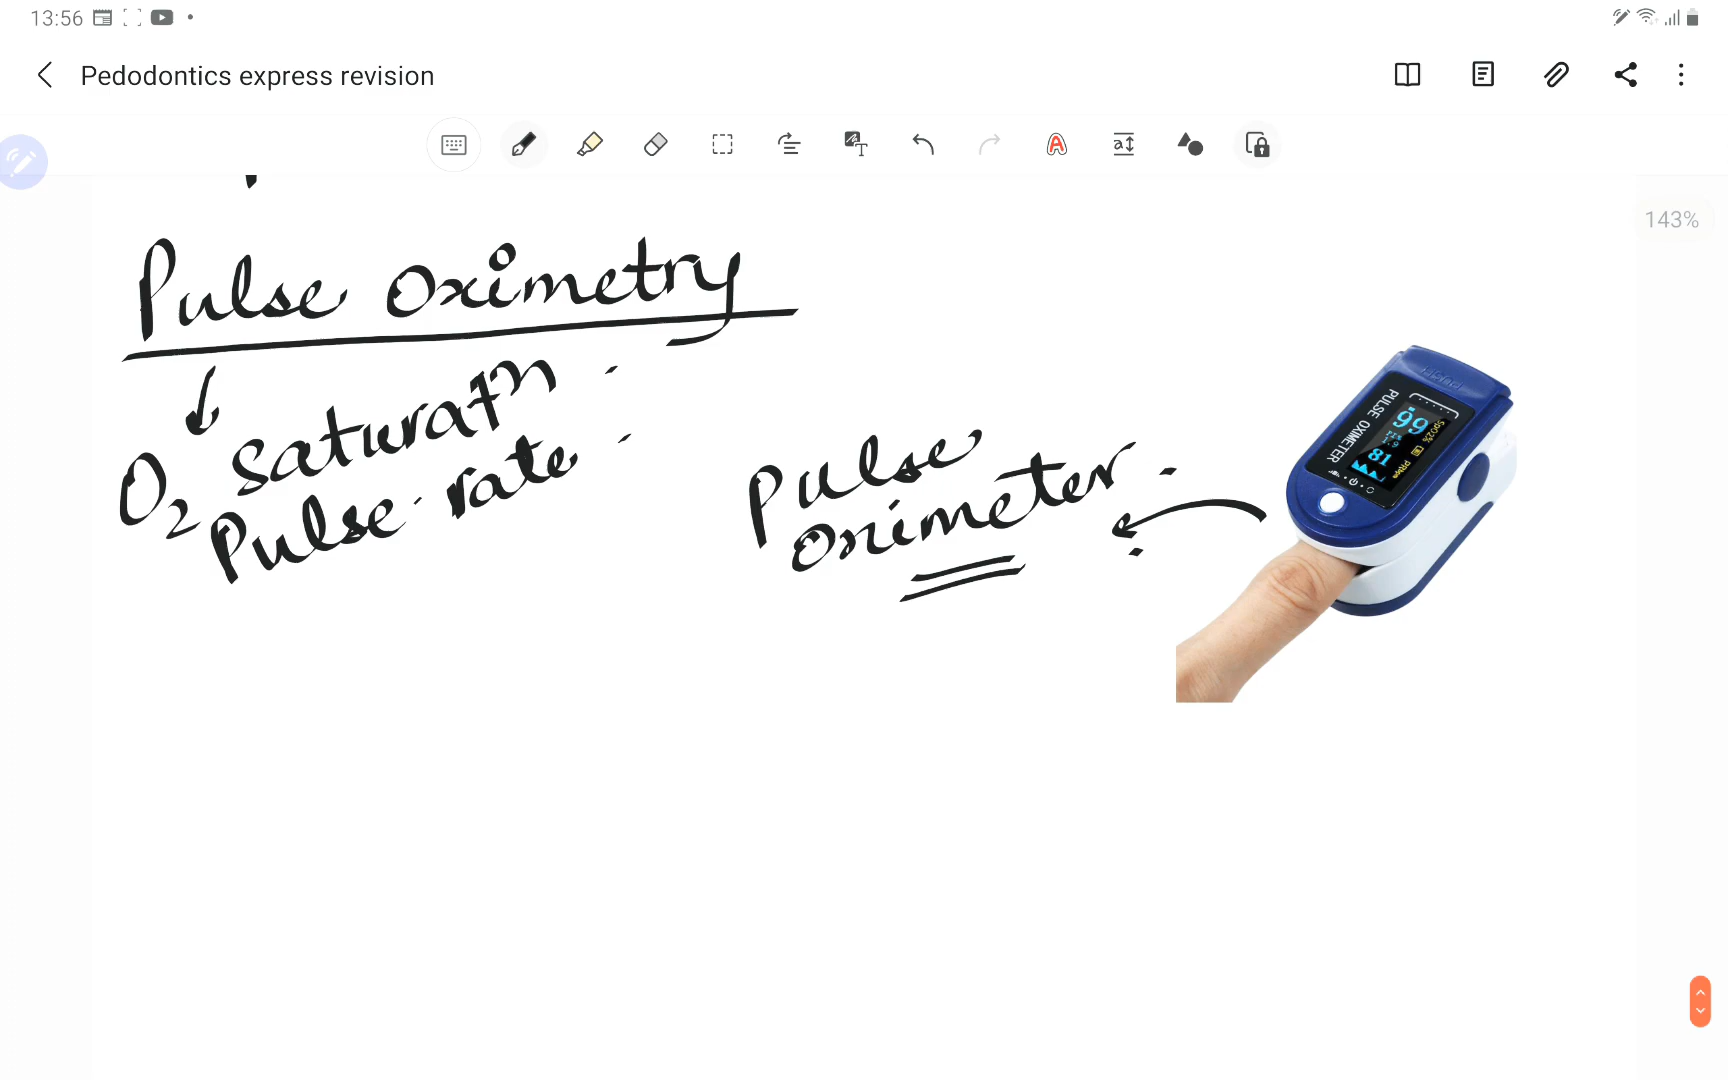 13:56
Pedodontics express revision
143%
Pulse Oximetry
O2 Saturatn
Pulse rate
Pulse
Oximeter
PUSH
PULSE OXIMETER
SpO2%
99
81
PRbpm